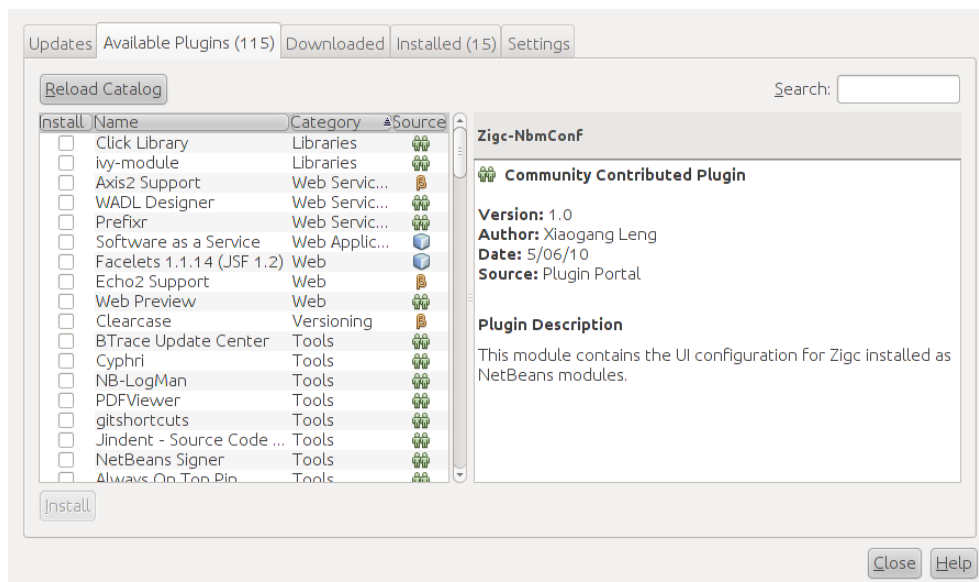 Updates Available Plugins (115) Downloaded Installed (15) Settings
Reload Catalog Search:
Install Name Category Source
Click Library Libraries
ivy-module Libraries
Axis2 Support Web Servic... β
WADL Designer Web Servic...
Prefixr Web Servic...
Software as a Service Web Applic...
Facelets 1.1.14 (JSF 1.2) Web
Echo2 Support Web β
Web Preview Web
Clearcase Versioning β
BTrace Update Center Tools
Cyphri Tools
NB-LogMan Tools
PDFViewer Tools
gitshortcuts Tools
Jindent - Source Code ... Tools
NetBeans Signer Tools
Always On Top Pin Tools
Zigc-NbmConf
Community Contributed Plugin
Version: 1.0
Author: Xiaogang Leng
Date: 5/06/10
Source: Plugin Portal
Plugin Description
This module contains the UI configuration for Zigc installed as
NetBeans modules.
Install
Close Help